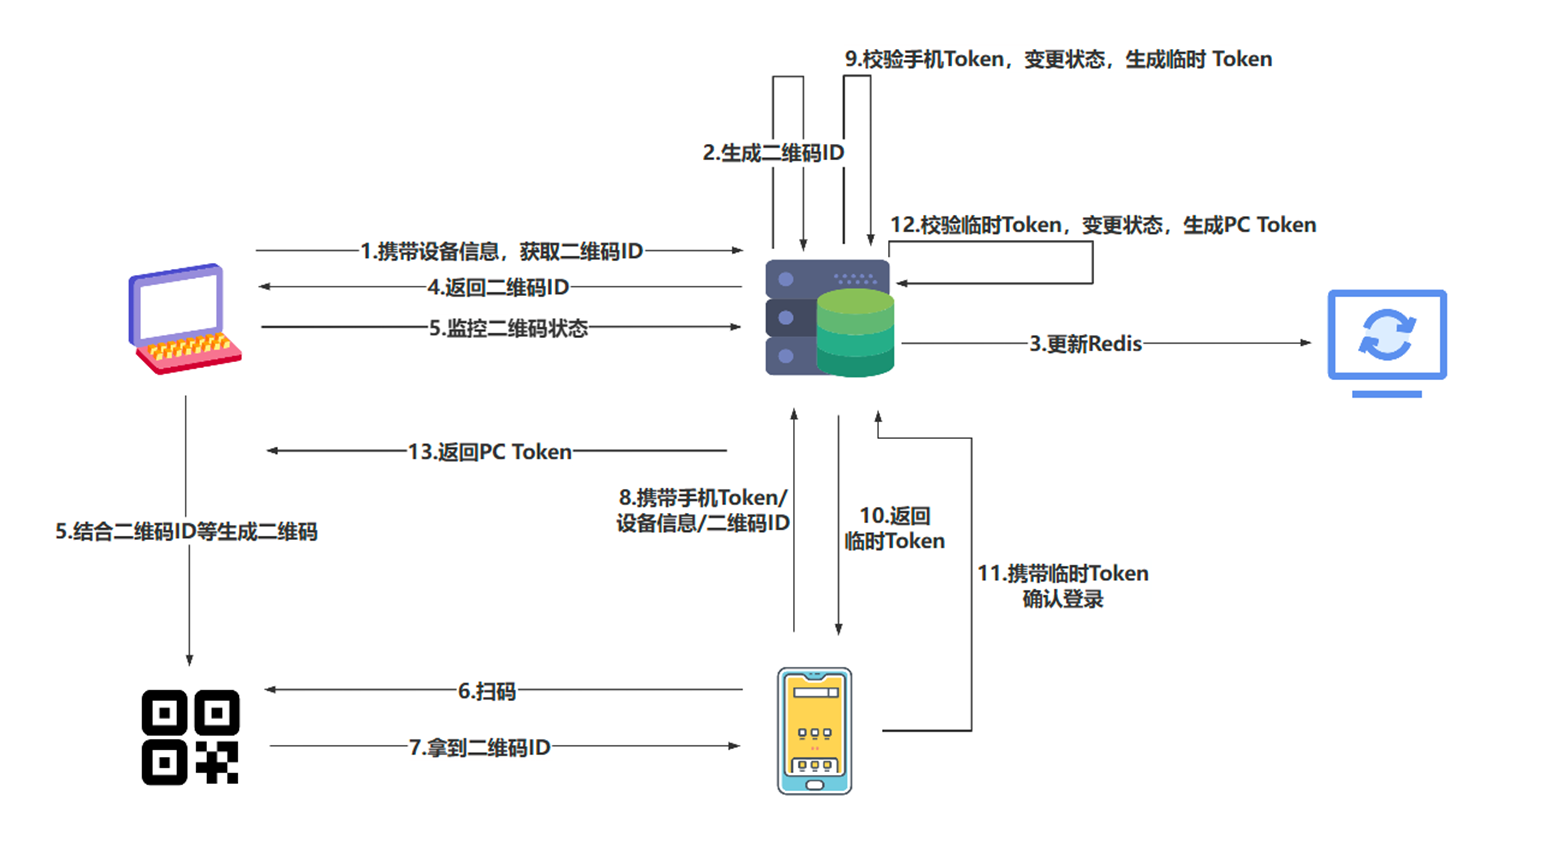 9.校验手机Token，变更状态，生成临时 Token
2.生成二维码ID
12.校验临时Token，变更状态，生成PC Token
1.携带设备信息，获取二维码ID
4.返回二维码ID
5.监控二维码状态
3.更新Redis
13.返回PC Token
8.携带手机Token/
设备信息/二维码ID
10.返回
临时Token
5.结合二维码ID等生成二维码
11.携带临时Token
确认登录
6.扫码
7.拿到二维码ID